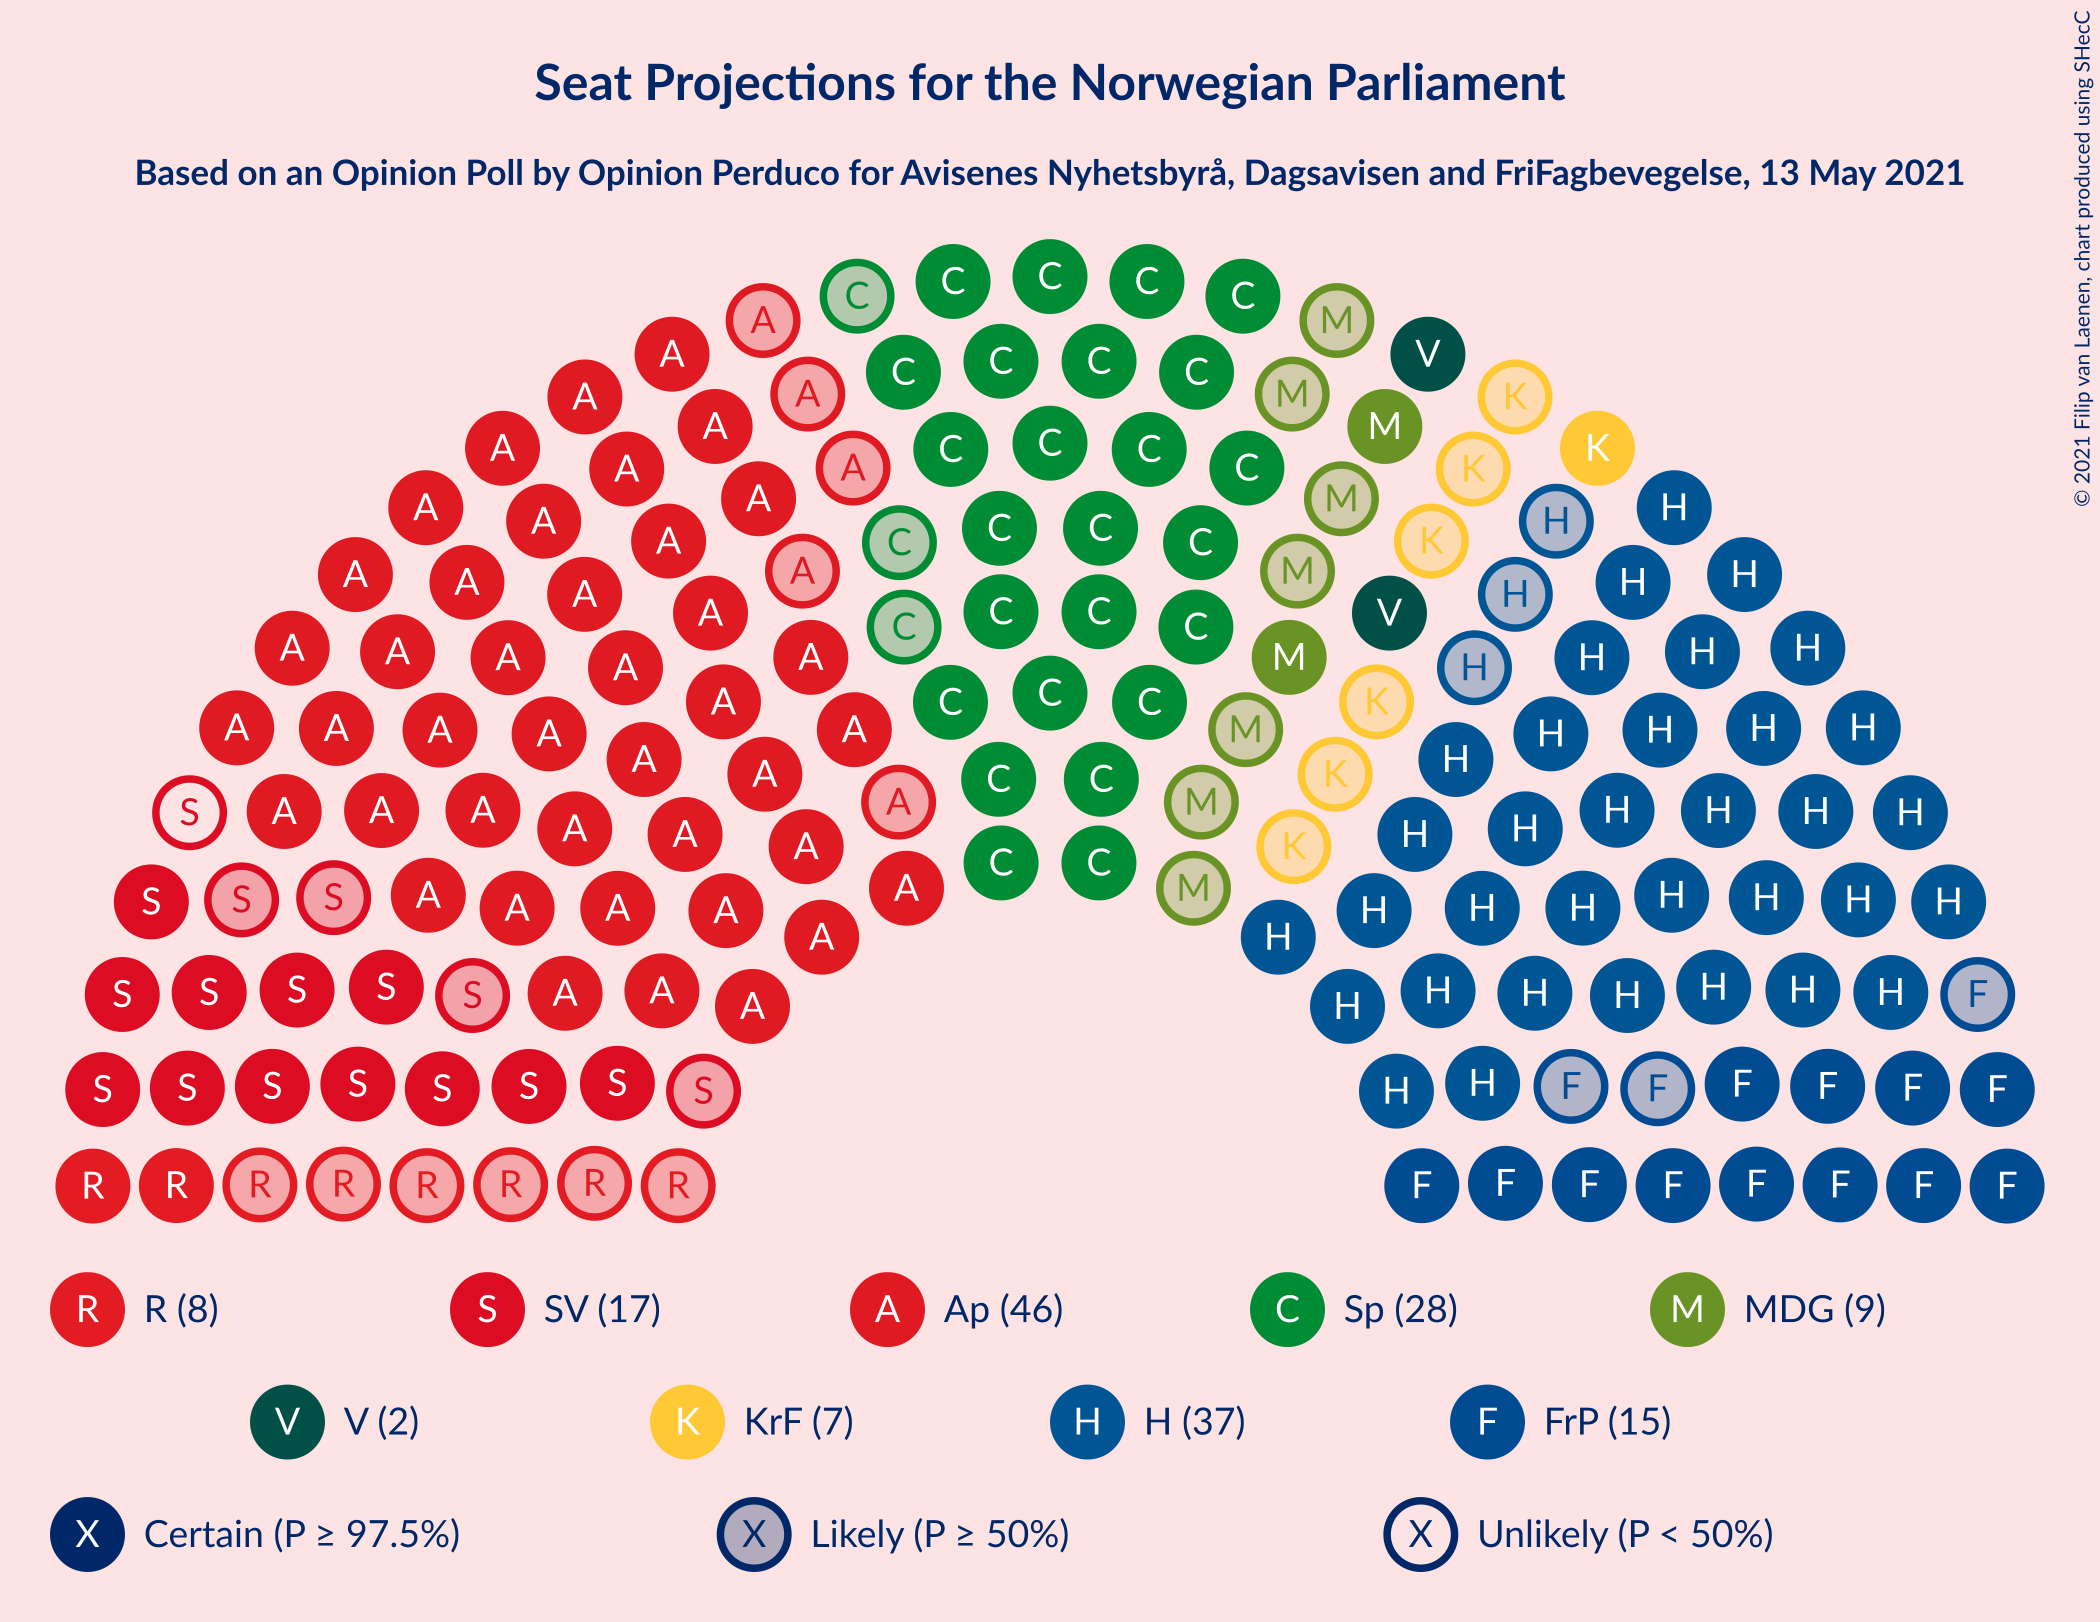 Seat Projections for the Norwegian Parliament
Based on an Opinion Poll by Opinion Perduco for Avisenes Nyhetsbyrå, Dagsavisen and FriFagbevegelse, 13 May 2021
© 2021 Filip van Laenen, chart produced using SHecC
C C C C C
A A M V
C C C C
A A M M K K
C C C C
A A A M K
A A A H H
A A C C C C M K H
A A A A C C C C V H H H
A A A A A M H H H H
A A A A A C C C M K H H H H
S A A A A A A C C M K H H H H H H
S S S A A A A A A C C M K H H H H H H H H
S S S S S A A A A H H H H H H H H F
S S S S S S S S H H F F F F F F
R R R R R R R R F F F F F F F F
R R (8) S SV (17) A Ap (46) C Sp (28) M MDG (9)
V V (2) K KrF (7) H H (37) F FrP (15)
X Certain (P ≥ 97.5%) X Likely (P ≥ 50%) X Unlikely (P < 50%)